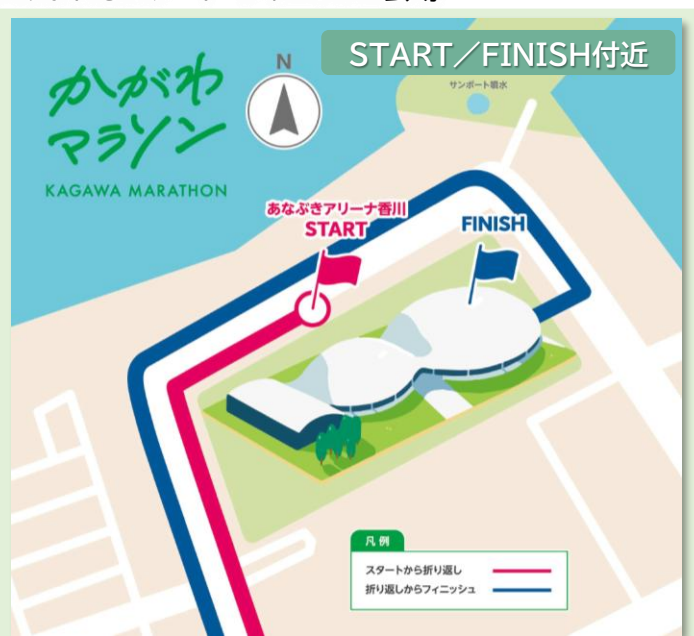 START／FINISH付近
N
サンポート噴水
かがわ
マラソン
KAGAWA MARATHON
あなぶきアリーナ香川
START
FINISH
凡例
スタートから折り返し
折り返しからフィニッシュ